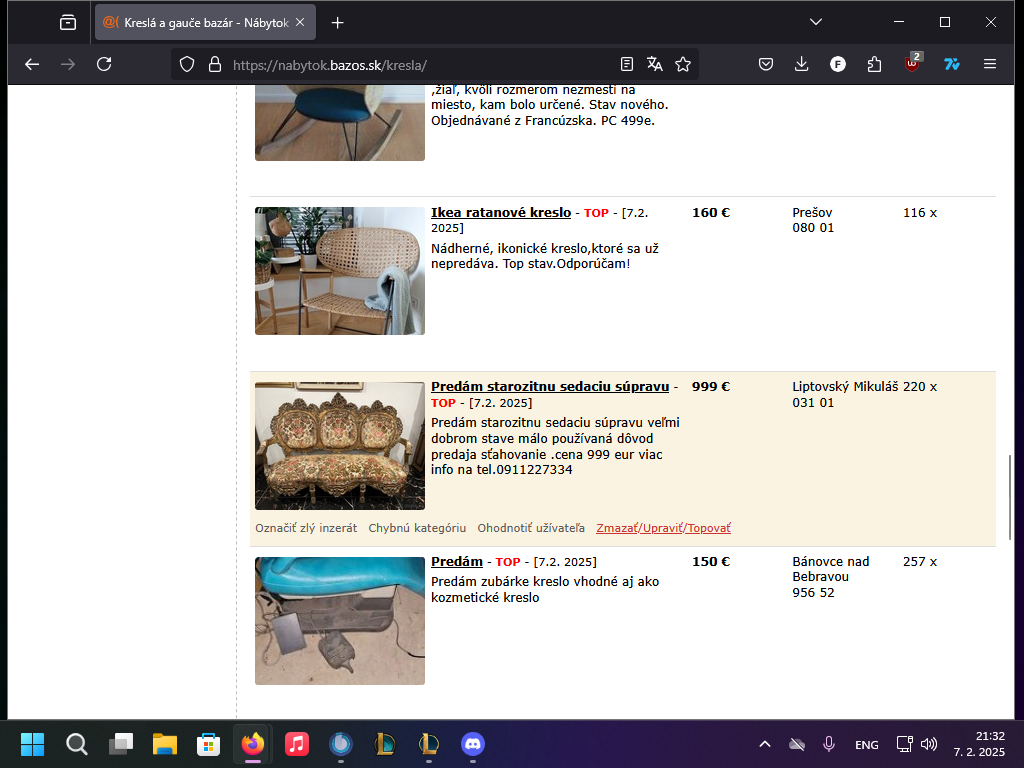 Kreslá a gauče bazár - Nábytok
https://nabytok.bazos.sk/kresla/
2
,žiaľ, kvôli rozmerom nezmestí na
miesto, kam bolo určené. Stav nového.
Objednávané z Francúzska. PC 499e.
Ikea ratanové kreslo - TOP - [7.2.
2025]
160 €
Prešov
080 01
116 x
Nádherné, ikonické kreslo,ktoré sa už
nepredáva. Top stav.Odporúčam!
Predám starozitnu sedaciu súpravu -
TOP - [7.2. 2025]
999 €
Liptovský Mikuláš
031 01
220 x
Predám starozitnu sedaciu súpravu veľmi
dobrom stave málo používaná dôvod
predaja sťahovanie .cena 999 eur viac
info na tel.0911227334
Označiť zlý inzerát Chybnú kategóriu Ohodnotiť užívateľa Zmazať/Upraviť/Topovať
Predám - TOP - [7.2. 2025]
150 €
Bánovce nad
Bebravou
956 52
257 x
Predám zubárke kreslo vhodné aj ako
kozmetické kreslo
ENG
21:32
7. 2. 2025